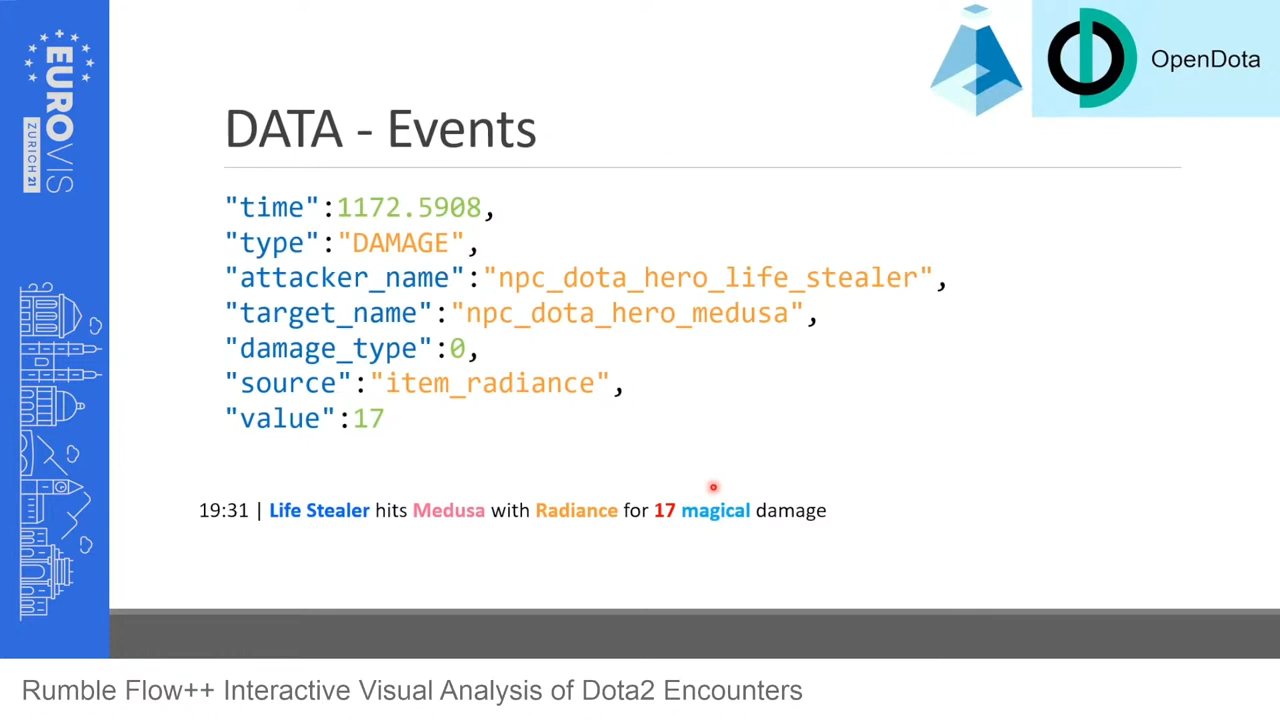 EUROVIS
ZURICH 21
OpenDota
DATA - Events
"time":1172.5908,
"type":"DAMAGE",
"attacker_name":"npc_dota_hero_life_stealer",
"target_name":"npc_dota_hero_medusa",
"damage_type":0,
"source":"item_radiance",
"value":17
19:31 | Life Stealer hits Medusa with Radiance for 17 magical damage
Rumble Flow++ Interactive Visual Analysis of Dota2 Encounters